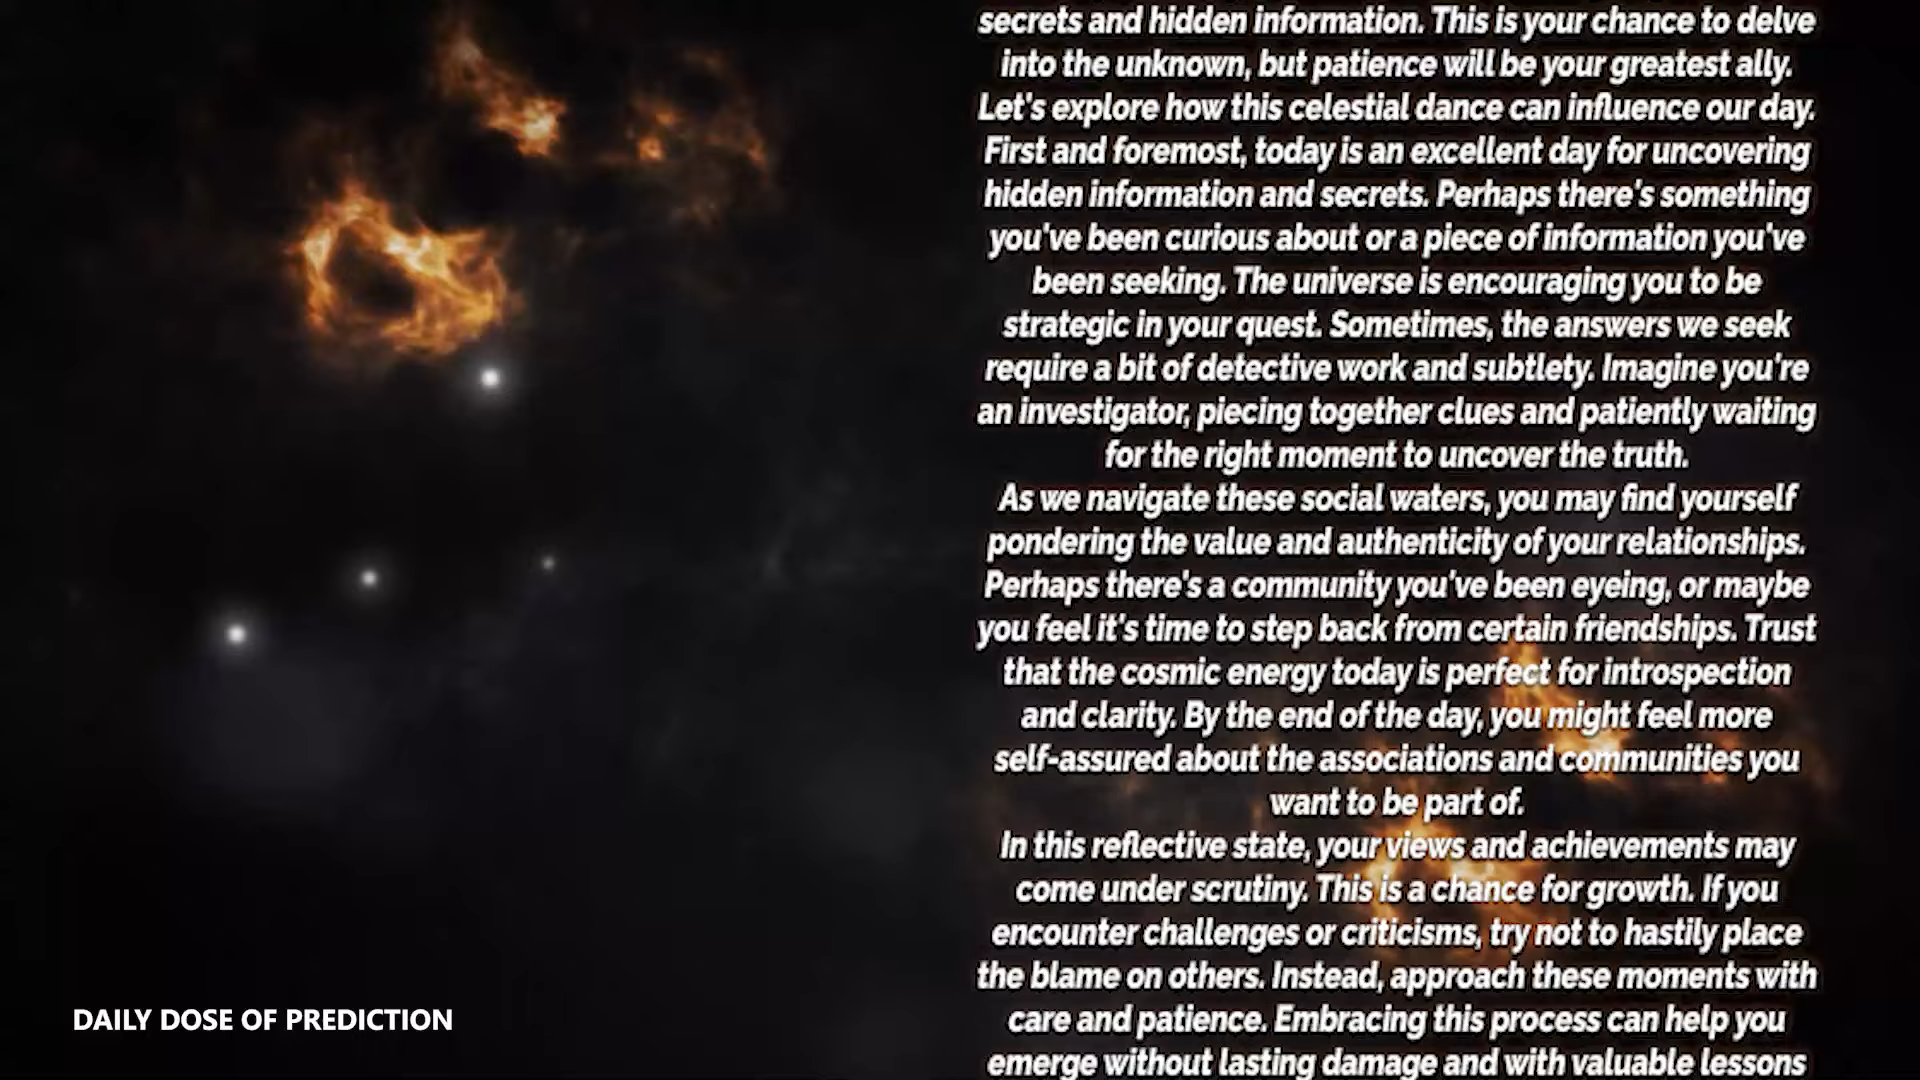 secrets and hidden information. This is your chance to delve
into the unknown, but patience will be your greatest ally.
Let's explore how this celestial dance can influence our day.
First and foremost, today is an excellent day for uncovering
hidden information and secrets. Perhaps there's something
you've been curious about or a piece of information you've
been seeking. The universe is encouraging you to be
strategic in your quest. Sometimes, the answers we seek
require a bit of detective work and subtlety. Imagine you're
an investigator, piecing together clues and patiently waiting
for the right moment to uncover the truth.
As we navigate these social waters, you may find yourself
pondering the value and authenticity of your relationships.
Perhaps there's a community you've been eyeing, or maybe
you feel it's time to step back from certain friendships. Trust
that the cosmic energy today is perfect for introspection
and clarity. By the end of the day, you might feel more
self-assured about the associations and communities you
want to be part of.
In this reflective state, your views and achievements may
come under scrutiny. This is a chance for growth. If you
encounter challenges or criticisms, try not to hastily place
the blame on others. Instead, approach these moments with
care and patience. Embracing this process can help you
emerge without lasting damage and with valuable lessons
DAILY DOSE OF PREDICTION